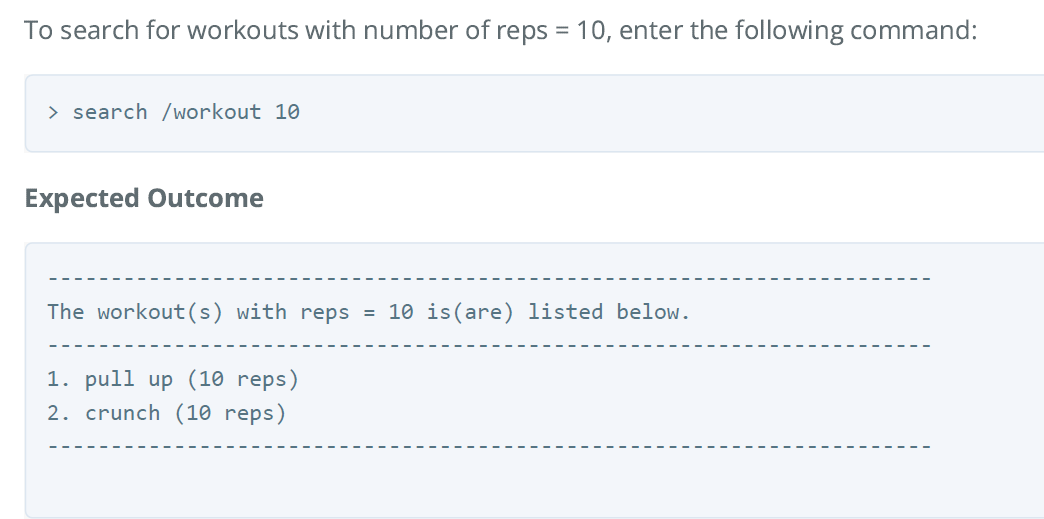 To search for workouts with number of reps = 10, enter the following command:
> search /workout 10
Expected Outcome
----------------------------------------------------------------------
The workout(s) with reps = 10 is(are) listed below.
----------------------------------------------------------------------
1. pull up (10 reps)
2. crunch (10 reps)
----------------------------------------------------------------------